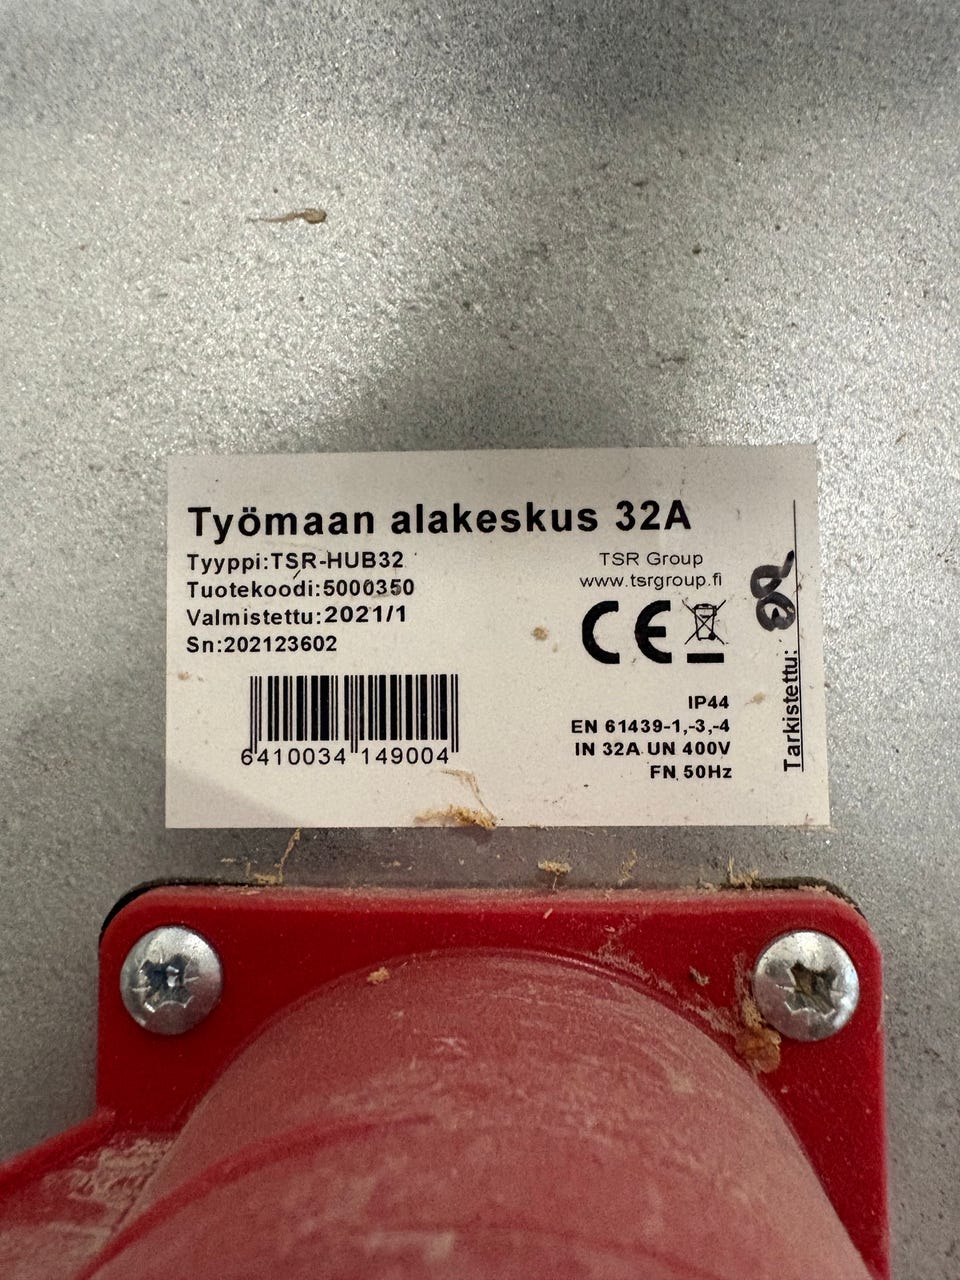 Työmaan alakeskus 32A
Tyyppi:TSR-HUB32
Tuotekoodi:5000350
Valmistettu:2021/1
Sn:202123602
6410034 149004
TSR Group
www.tsrgroup.fi
CE
IP44
EN 61439-1,-3,-4
IN 32A UN 400V
FN 50Hz
Tarkistettu: